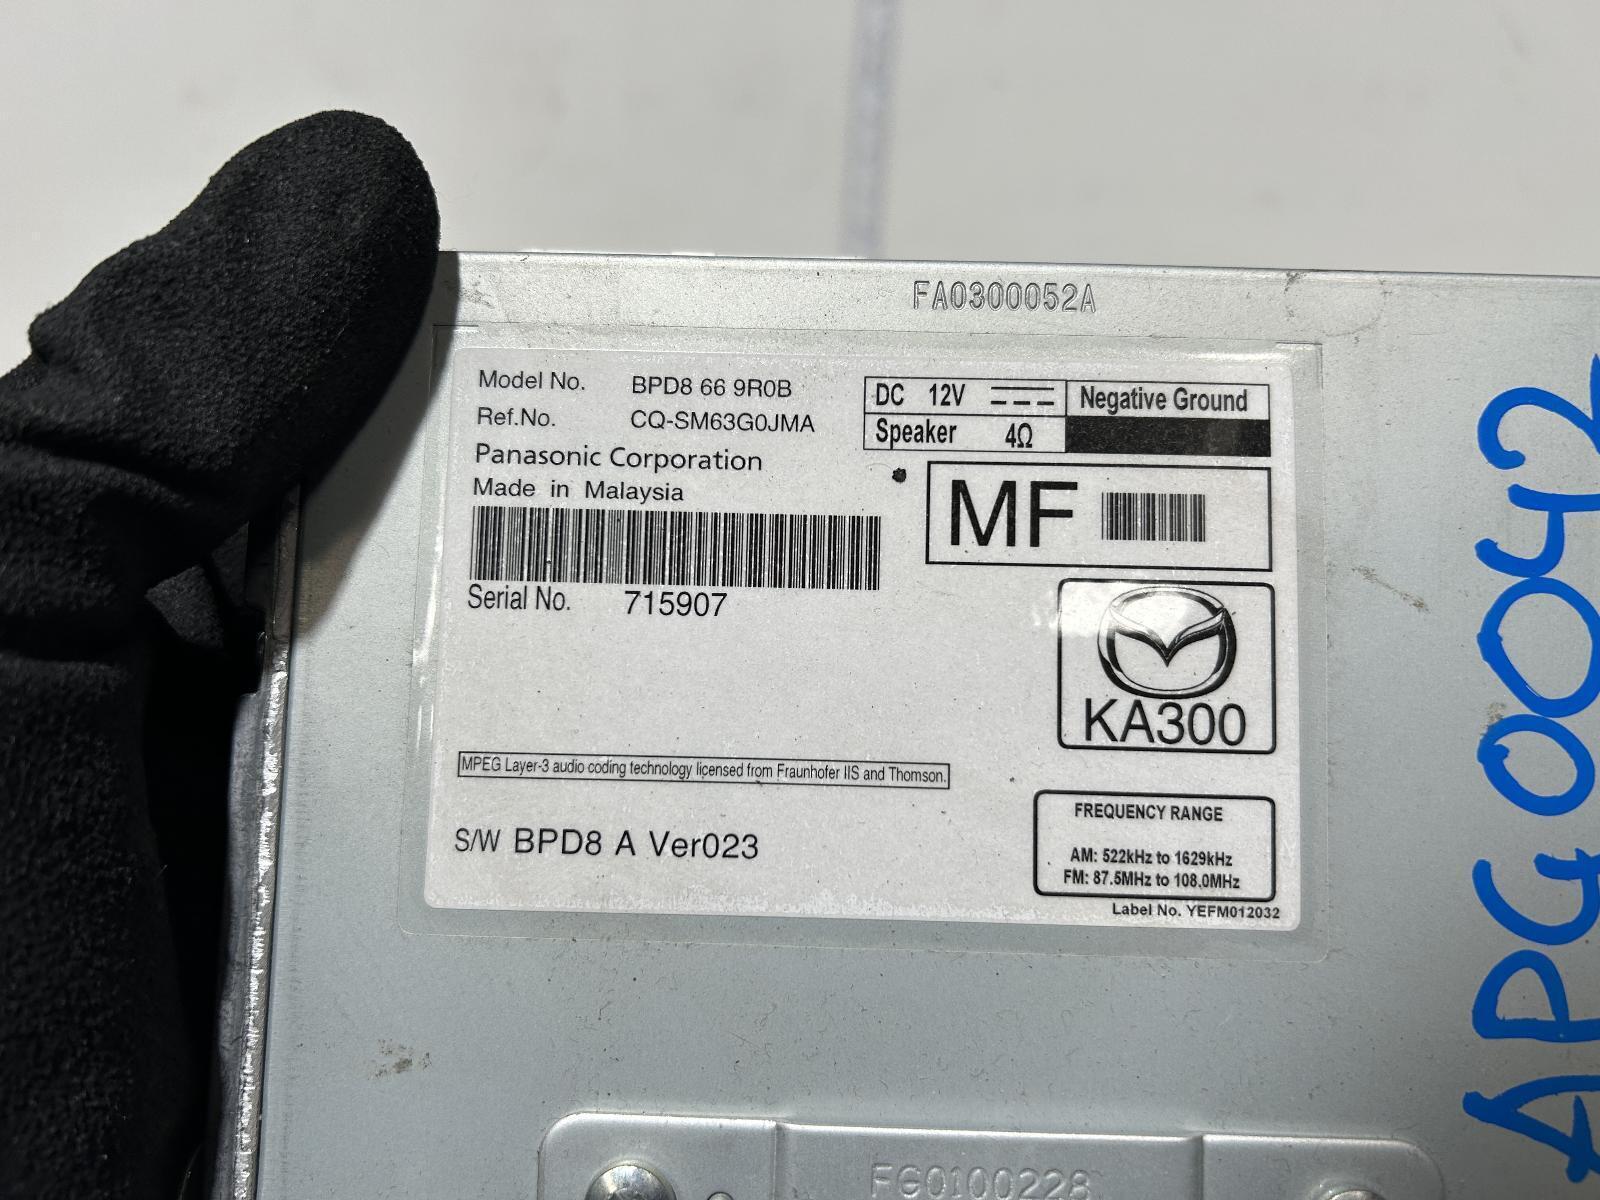 FA0300052A
Model No. BPD8 66 9R0B
Ref.No. CQ-SM63G0JMA
Panasonic Corporation
Made in Malaysia
Serial No. 715907
DC 12V Negative Ground
Speaker 4Ω
MF
KA300
MPEG Layer-3 audio coding technology licensed from Fraunhofer IIS and Thomson.
S/W BPD8 A Ver023
FREQUENCY RANGE
AM: 522kHz to 1629kHz
FM: 87.5MHz to 108.0MHz
Label No. YEFM012032
APG0042
FG0100228